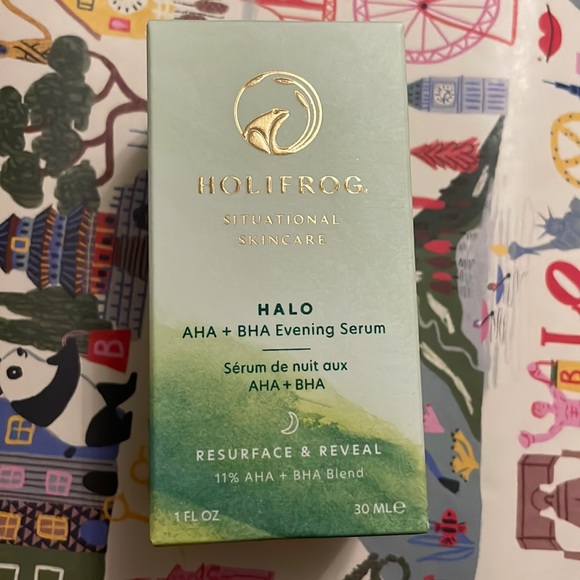 HOLIFROG®
SITUATIONAL
SKINCARE
HALO
AHA + BHA Evening Serum
Sérum de nuit aux
AHA + BHA
RESURFACE & REVEAL
11% AHA + BHA Blend
1 FL OZ 30 ML℮
B
B